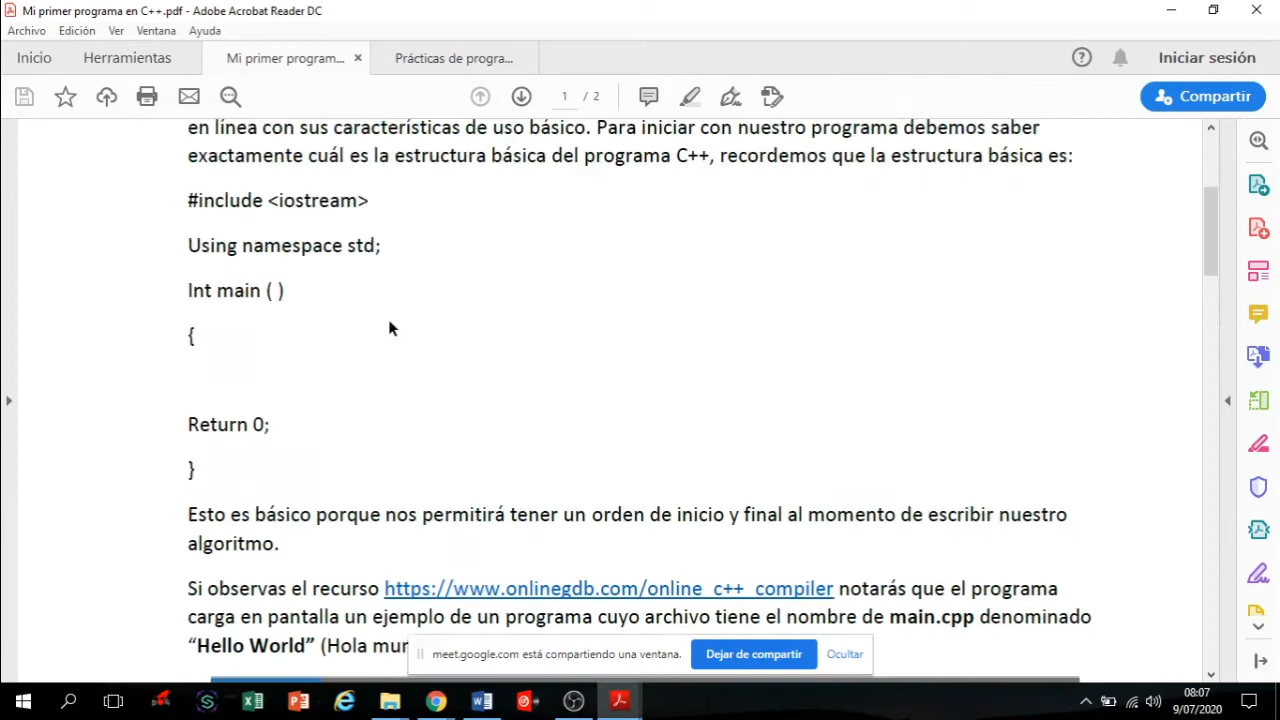 Mi primer programa en C++.pdf - Adobe Acrobat Reader DC
Archivo Edición Ver Ventana Ayuda
Inicio Herramientas Mi primer program... × Prácticas de progra... Iniciar sesión
1 / 2 Compartir
en línea con sus características de uso básico. Para iniciar con nuestro programa debemos saber
exactamente cuál es la estructura básica del programa C++, recordemos que la estructura básica es:
#include <iostream>
Using namespace std;
Int main ( )
{
Return 0;
}
Esto es básico porque nos permitirá tener un orden de inicio y final al momento de escribir nuestro
algoritmo.
Si observas el recurso https://www.onlinegdb.com/online_c++_compiler notarás que el programa
carga en pantalla un ejemplo de un programa cuyo archivo tiene el nombre de main.cpp denominado
“Hello World” (Hola mun
meet.google.com está compartiendo una ventana. Dejar de compartir Ocultar
08:07
9/07/2020